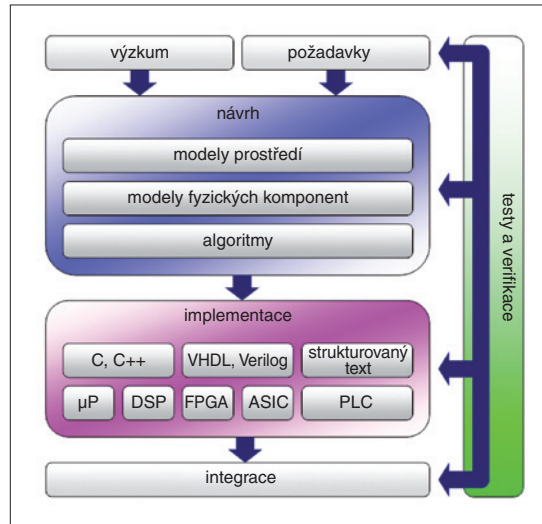 výzkum
požadavky
návrh
modely prostředí
modely fyzických komponent
algoritmy
implementace
C, C++
VHDL, Verilog
strukturovaný
text
µP
DSP
FPGA
ASIC
PLC
integrace
testy a verifikace